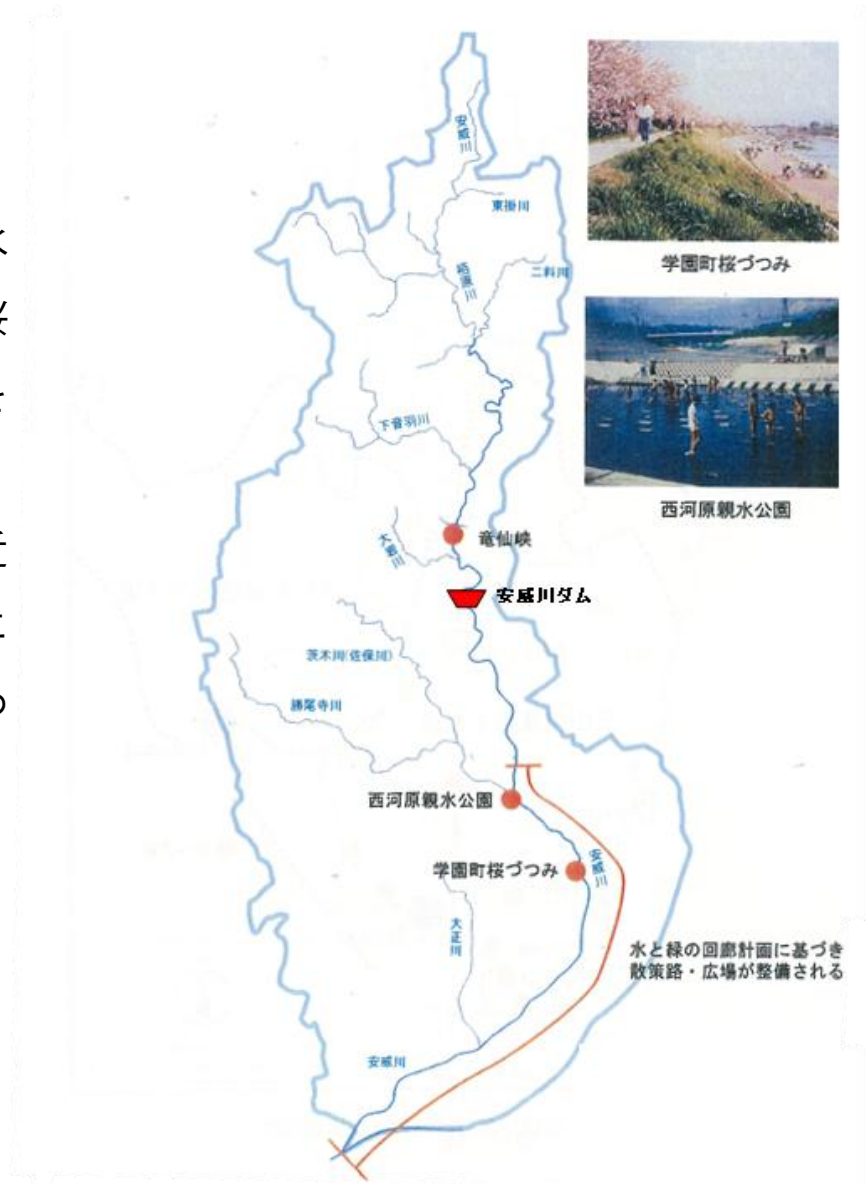 安威川
東掛川
栢原川
二料川
下音羽川
大岩川
竜仙峡
安威川ダム
茨木川(佐保川)
勝尾寺川
西河原親水公園
学園町桜づつみ
安威川
大正川
安威川
水と緑の回廊計画に基づき
散策路・広場が整備される
学園町桜づつみ
西河原親水公園